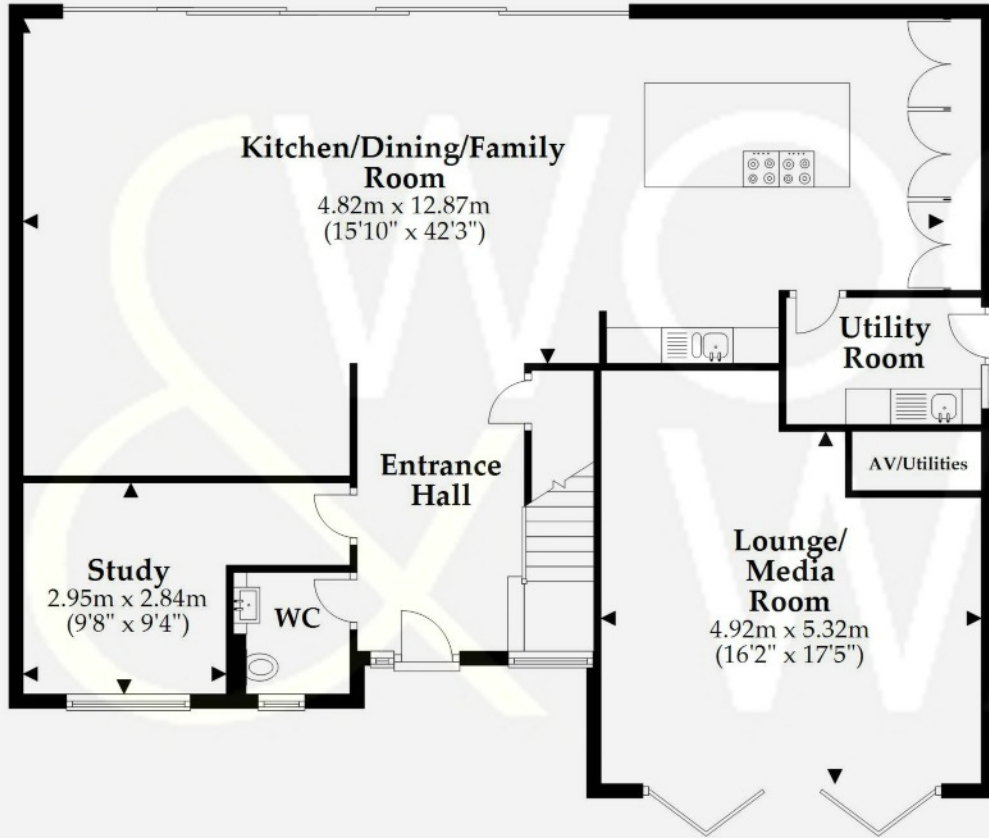 Kitchen/Dining/Family
Room
4.82m x 12.87m
(15'10" x 42'3")
Utility
Room
Entrance
Hall
AV/Utilities
Lounge/
Media
Room
4.92m x 5.32m
(16'2" x 17'5")
Study
2.95m x 2.84m
(9'8" x 9'4")
WC